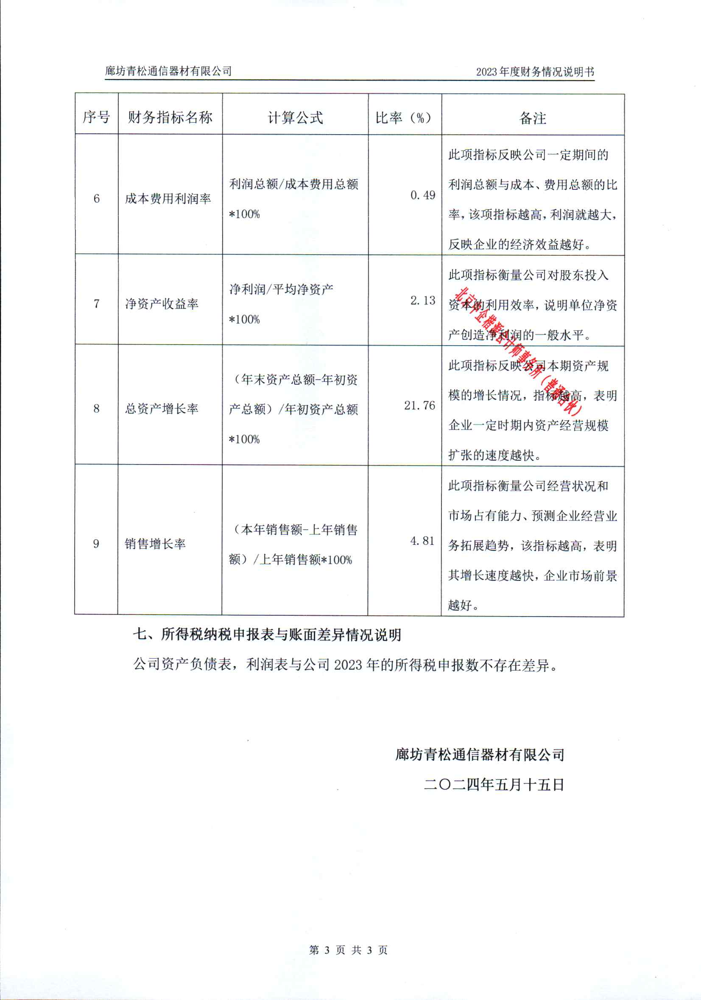 廊坊青松通信器材有限公司 2023年度财务情况说明书
序号 财务指标名称 计算公式 比率（%） 备注
6 成本费用利润率 利润总额/成本费用总额
*100%
0.49
此项指标反映公司一定期间的
利润总额与成本、费用总额的比
率，该项指标越高，利润就越大，
反映企业的经济效益越好。
7 净资产收益率 净利润/平均净资产
*100%
2.13
此项指标衡量公司对股东投入
资本的利用效率，说明单位净资
产创造净利润的一般水平。
8 总资产增长率 （年末资产总额-年初资
产总额）/年初资产总额
*100%
21.76
此项指标反映公司本期资产规
模的增长情况，指标越高，表明
企业一定时期内资产经营规模
扩张的速度越快。
9 销售增长率 （本年销售额-上年销售
额）/上年销售额*100%
4.81
此项指标衡量公司经营状况和
市场占有能力、预测企业经营业
务拓展趋势，该指标越高，表明
其增长速度越快，企业市场前景
越好。
北京中企楷源会计师事务所（普通合伙）
七、所得税纳税申报表与账面差异情况说明
公司资产负债表，利润表与公司 2023 年的所得税申报数不存在差异。
廊坊青松通信器材有限公司
二〇二四年五月十五日
第 3 页 共 3 页